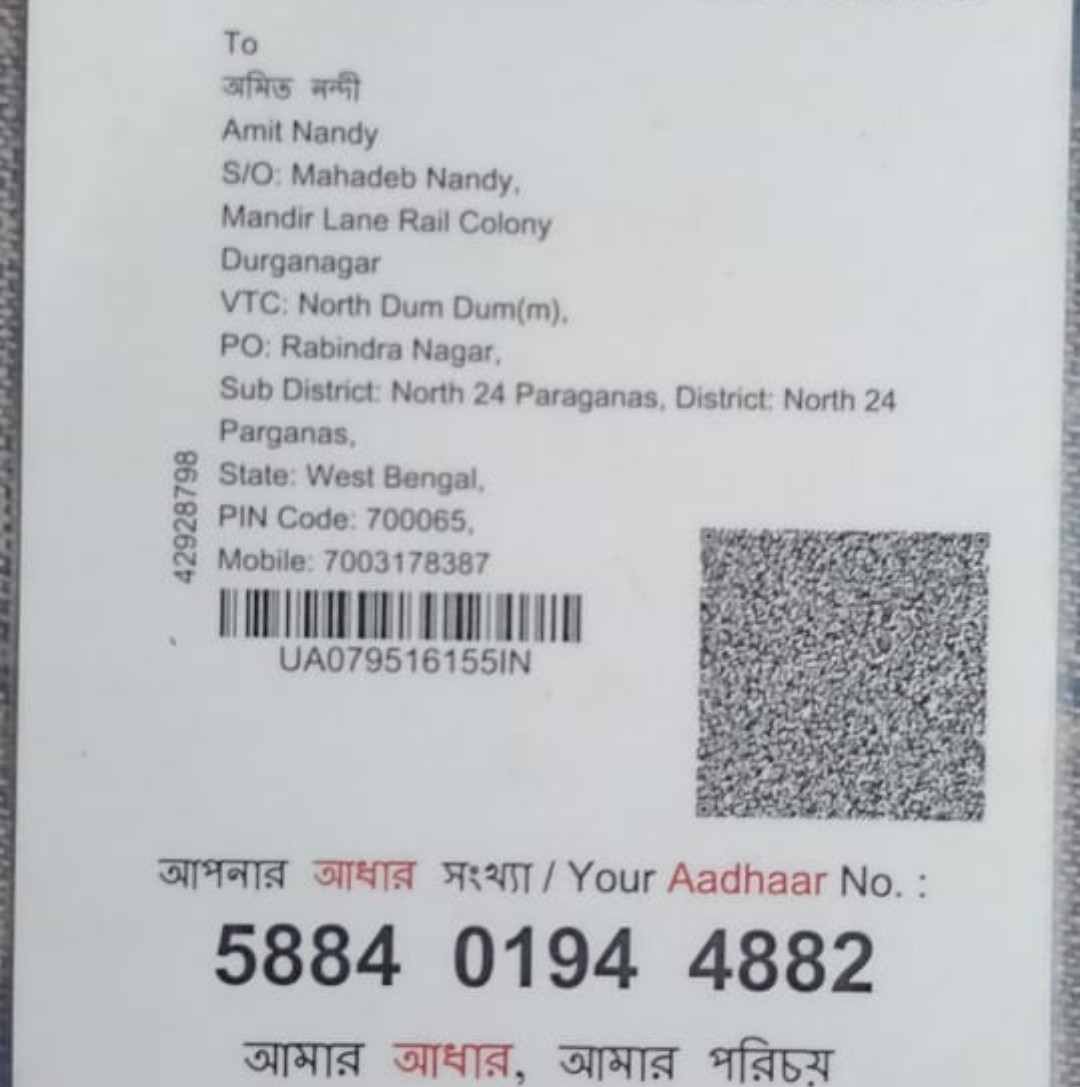 To
অমিত নন্দী
Amit Nandy
S/O: Mahadeb Nandy,
Mandir Lane Rail Colony
Durganagar
VTC: North Dum Dum(m),
PO: Rabindra Nagar,
Sub District: North 24 Paraganas, District: North 24
Parganas,
State: West Bengal,
PIN Code: 700065,
Mobile: 7003178387
42928798
UA079516155IN
আপনার আধার সংখ্যা / Your Aadhaar No. :
5884 0194 4882
আমার আধার, আমার পরিচয়